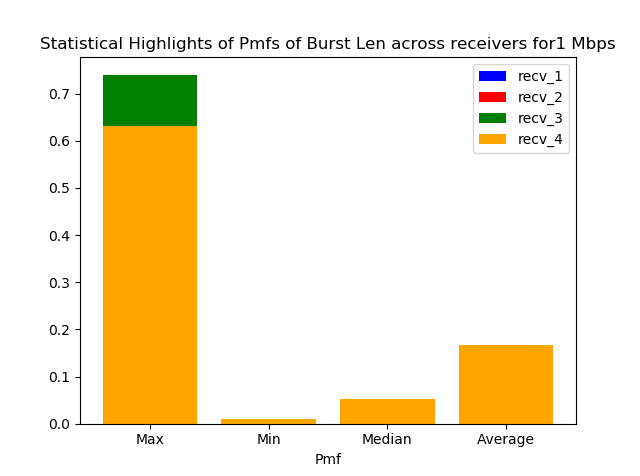 Statistical Highlights of Pmfs of Burst Len across receivers for1 Mbps
recv_1
recv_2
recv_3
recv_4
0.7
0.6
0.5
0.4
0.3
0.2
0.1
0.0
Max Min Median Average
Pmf